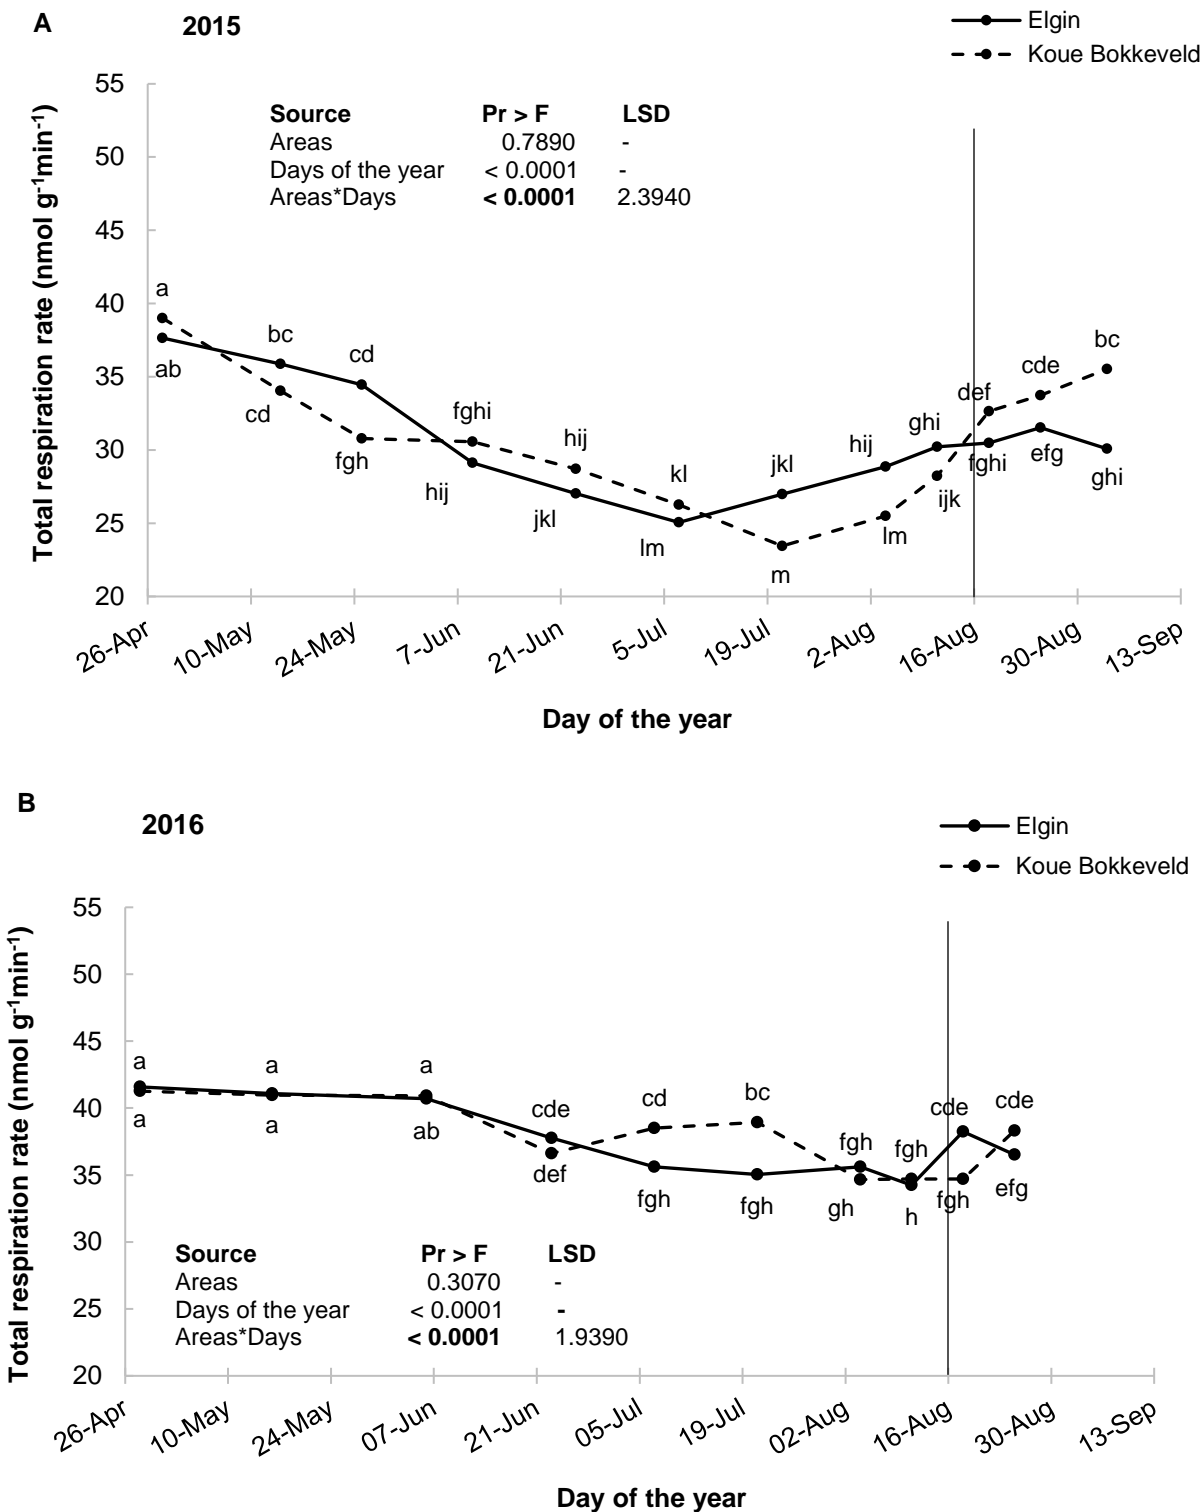 A
2015
Elgin
Koue Bokkeveld
Total respiration rate (nmol g⁻¹min⁻¹)
55
50
45
40
35
30
25
20
Source Pr > F LSD
Areas 0.7890 -
Days of the year < 0.0001 -
Areas*Days < 0.0001 2.3940
a
bc
cd
fghi
hij
kl
jkl
hij
ghi
def
cde
bc
ab
cd
fgh
hij
jkl
lm
m
lm
ijk
fghi
efg
ghi
26-Apr
10-May
24-May
7-Jun
21-Jun
5-Jul
19-Jul
2-Aug
16-Aug
30-Aug
13-Sep
Day of the year
B
2016
Elgin
Koue Bokkeveld
Total respiration rate (nmol g⁻¹min⁻¹)
55
50
45
40
35
30
25
20
a
a
a
cde
cd
bc
fgh
fgh
cde
cde
a
a
ab
def
fgh
fgh
gh
h
fgh
efg
Source Pr > F LSD
Areas 0.3070 -
Days of the year < 0.0001 -
Areas*Days < 0.0001 1.9390
26-Apr
10-May
24-May
07-Jun
21-Jun
05-Jul
19-Jul
02-Aug
16-Aug
30-Aug
13-Sep
Day of the year